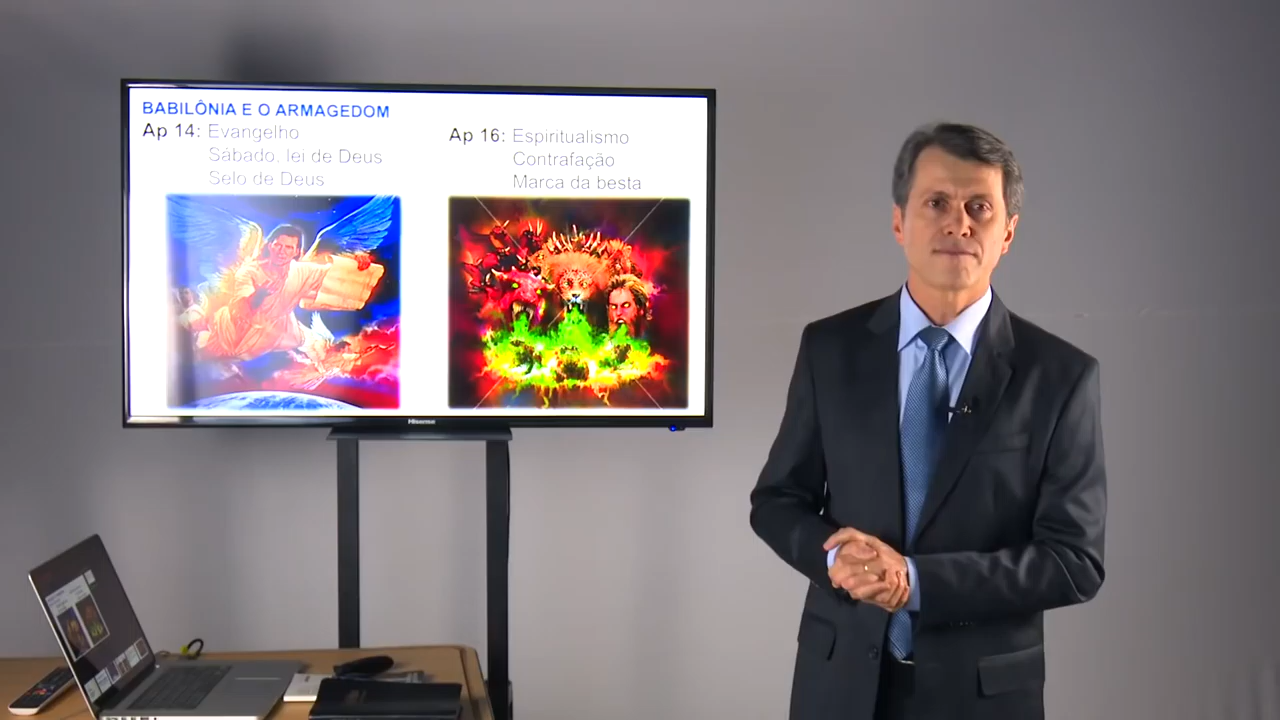 BABILÔNIA E O ARMAGEDOM
Ap 14: Evangelho
Sábado, lei de Deus
Selo de Deus
Ap 16: Espiritualismo
Contrafação
Marca da besta
Hisense